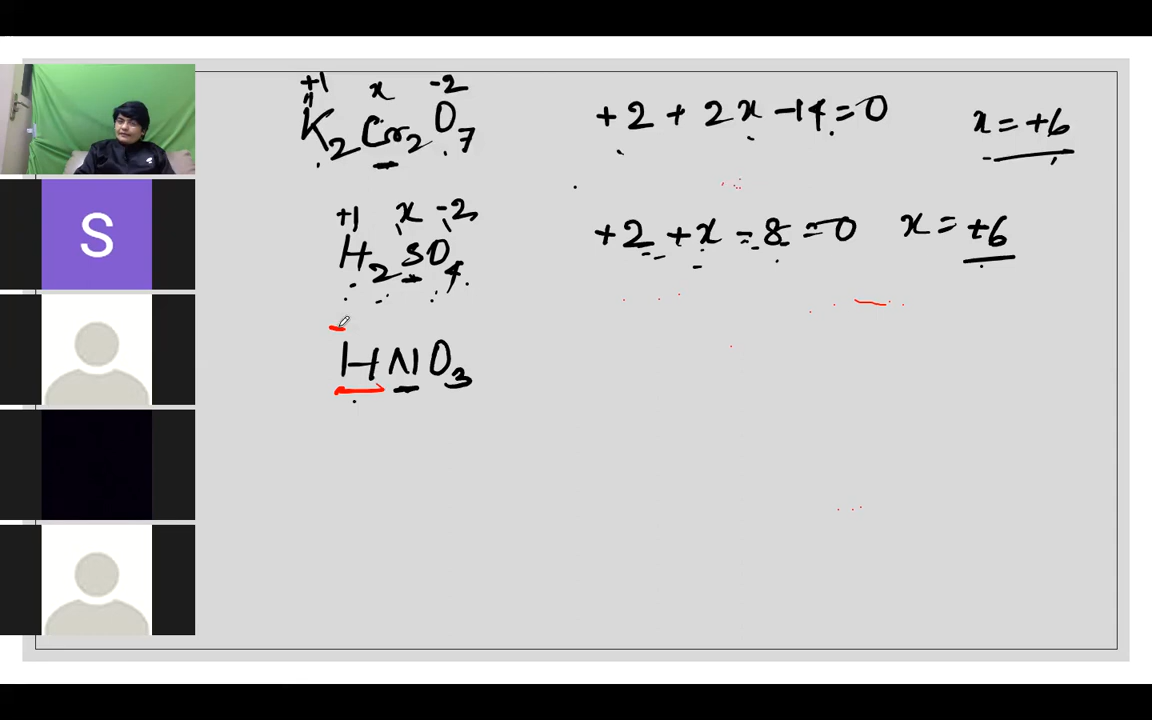 +1 x -2
K2Cr2O7 +2 + 2x -14 = 0 x = +6
+1 x -2
H2SO4 +2 + x - 8 = 0 x = +6
HNO3
S